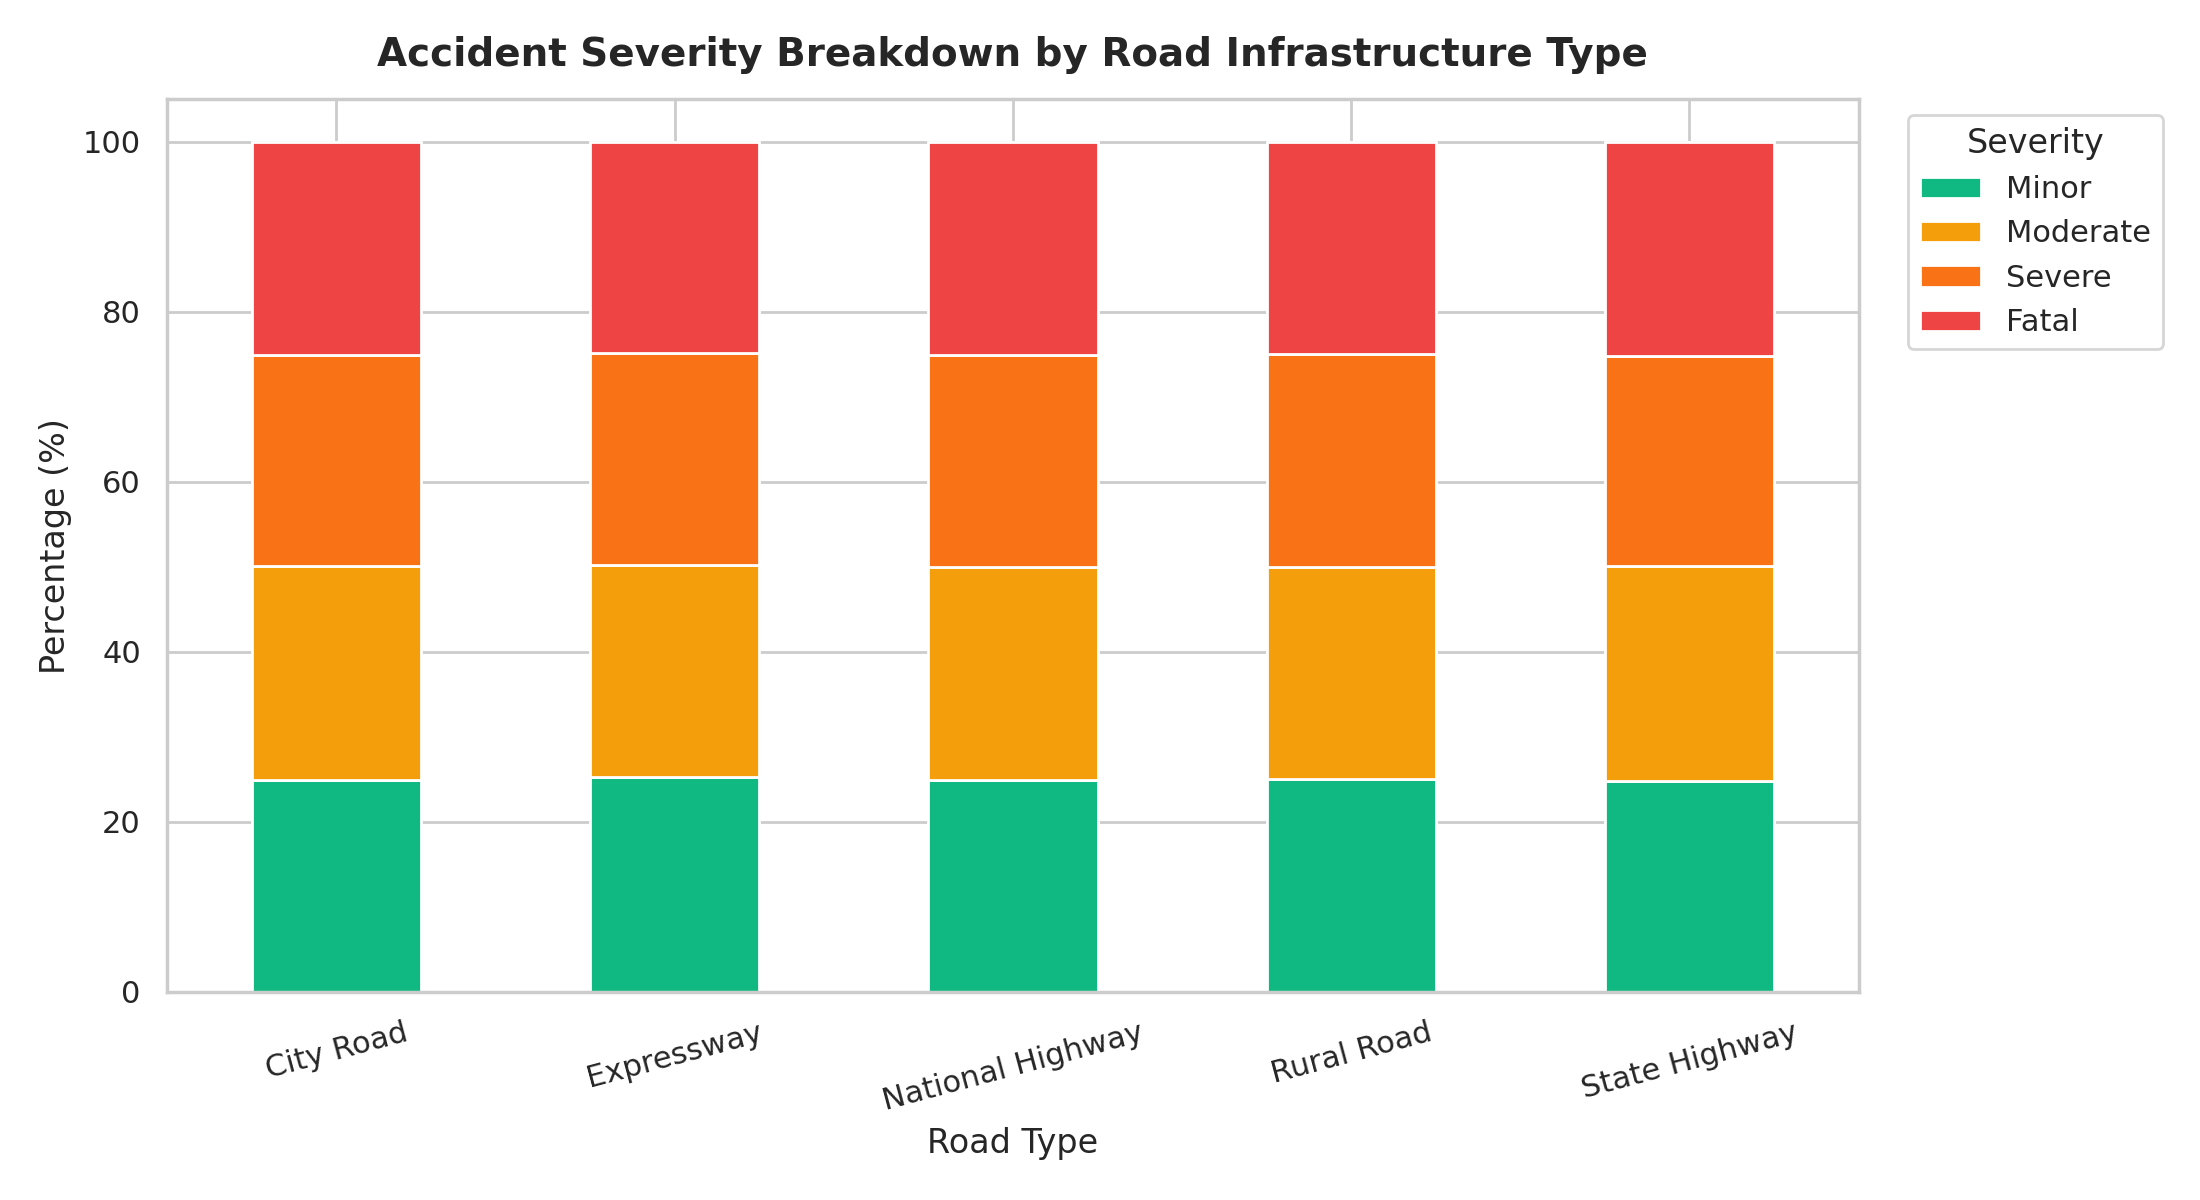 Accident Severity Breakdown by Road Infrastructure Type
Severity
Minor
Moderate
Severe
Fatal
Percentage (%)
100
80
60
40
20
0
City Road
Expressway
National Highway
Rural Road
State Highway
Road Type